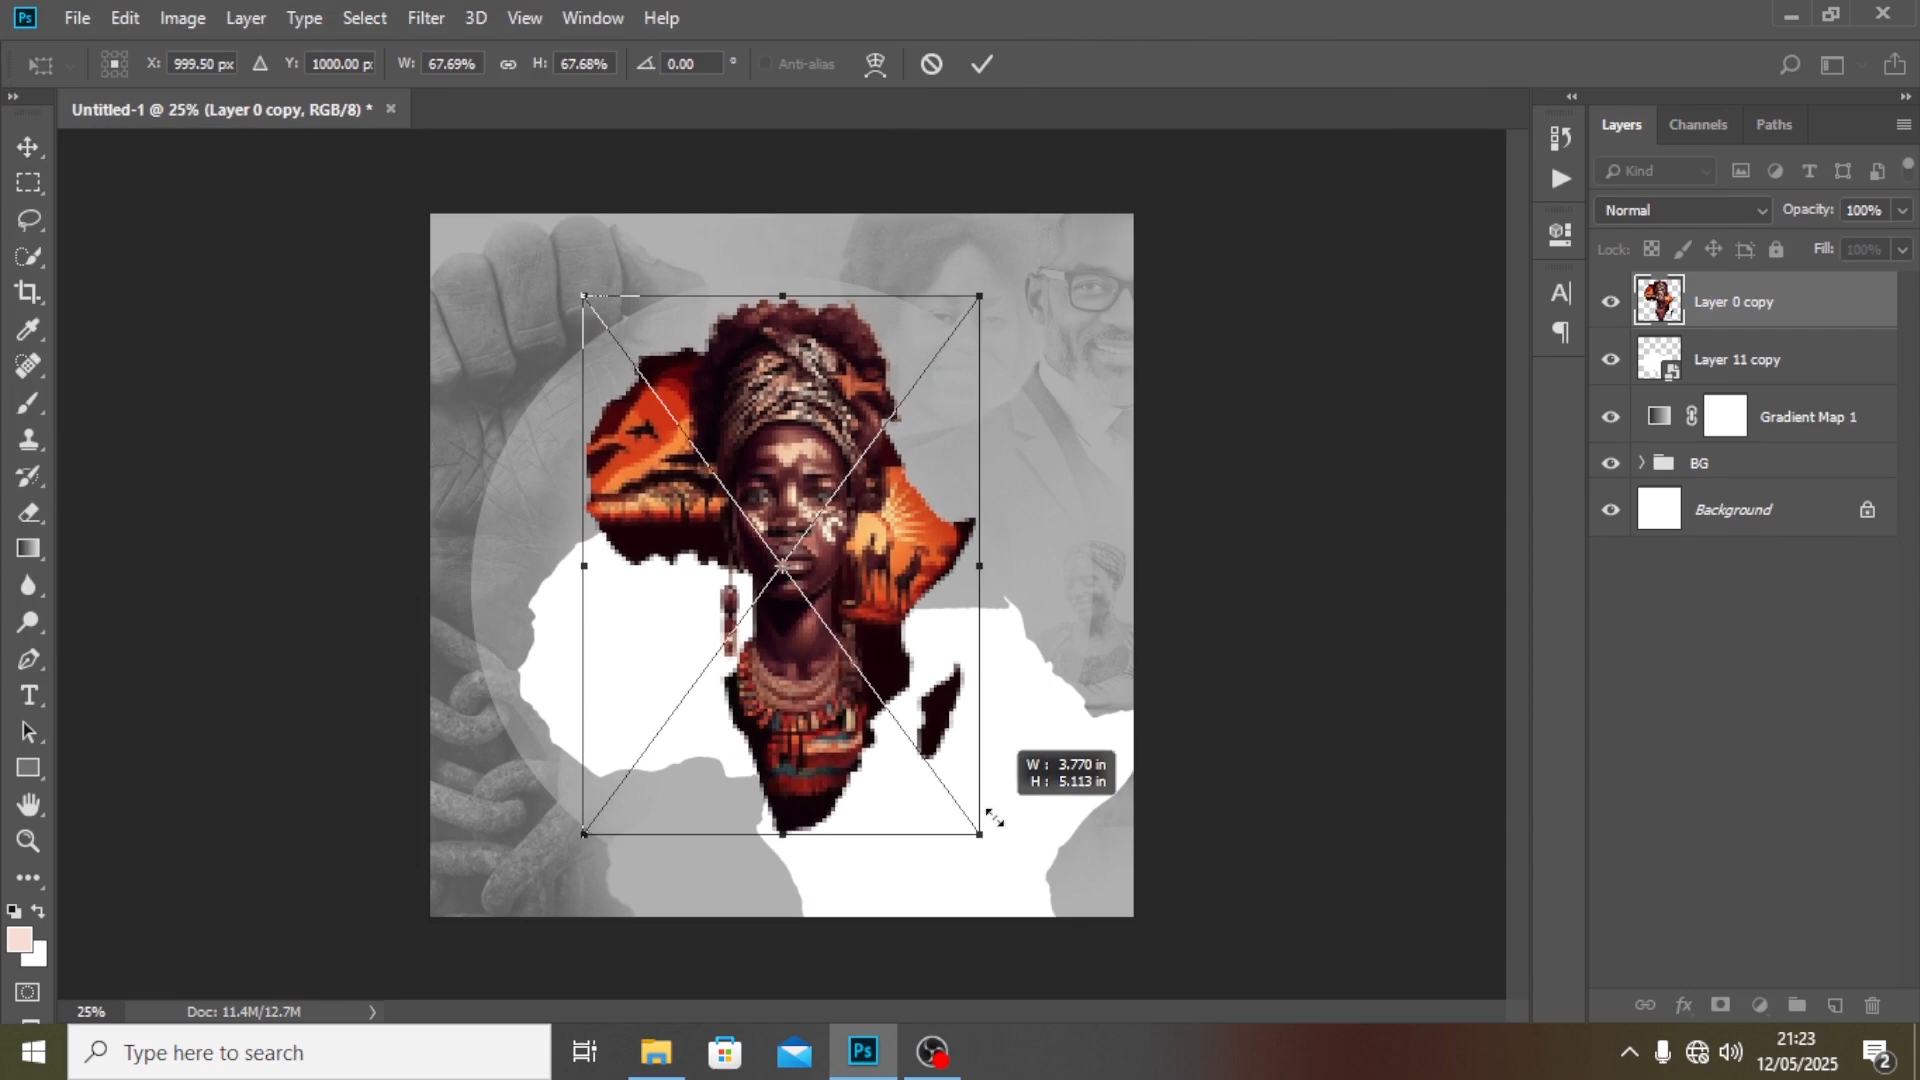 Ps File Edit Image Layer Type Select Filter 3D View Window Help
X: 999.50 px Y: 1000.00 p: W: 67.69% H: 67.68% 0.00 ° Anti-alias
Untitled-1 @ 25% (Layer 0 copy, RGB/8) * ×
Layers Channels Paths
Kind
Normal Opacity: 100%
Lock: Fill: 100%
Layer 0 copy
Layer 11 copy
Gradient Map 1
BG
Background
W : 3.770 in
H : 5.113 in
25% Doc: 11.4M/12.7M
Type here to search
Ps
21:23
12/05/2025
2